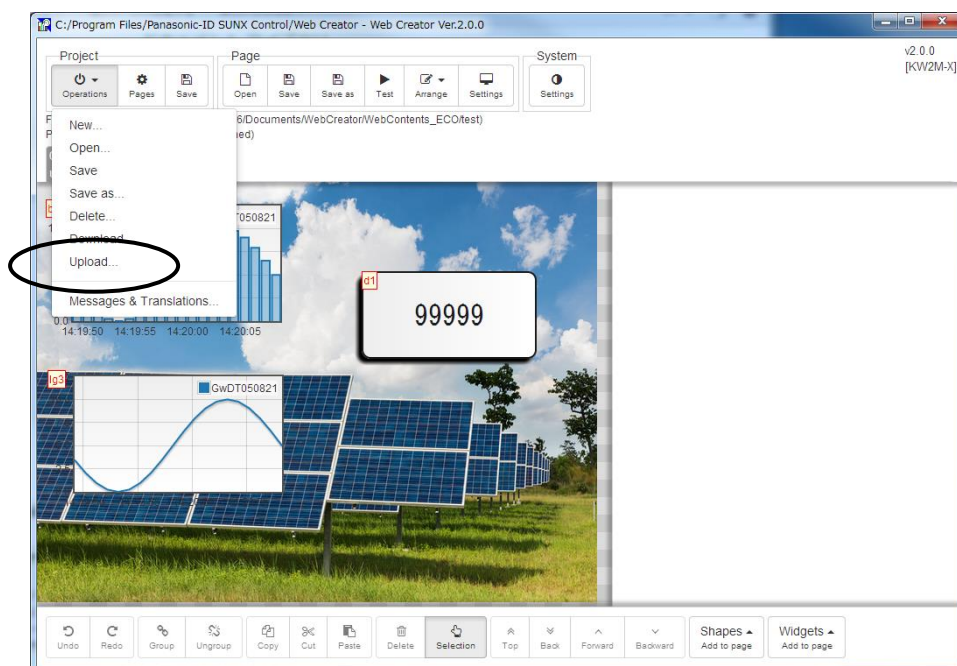 C:/Program Files/Panasonic-ID SUNX Control/Web Creator - Web Creator Ver.2.0.0
v2.0.0
[KW2M-X]
Project
Operations
Pages
Save
Page
Open
Save
Save as
Test
Arrange
Settings
System
Settings
6/Documents/WebCreator/WebContents_ECO/test)
ed)
New...
Open...
Save
Save as...
Delete...
Download
Upload...
Messages & Translations...
T050821
0.0
14:19:50 14:19:55 14:20:00 14:20:05
d1
99999
lg3
GwDT050821
Undo
Redo
Group
Ungroup
Copy
Cut
Paste
Delete
Selection
Top
Back
Forward
Backward
Shapes
Add to page
Widgets
Add to page